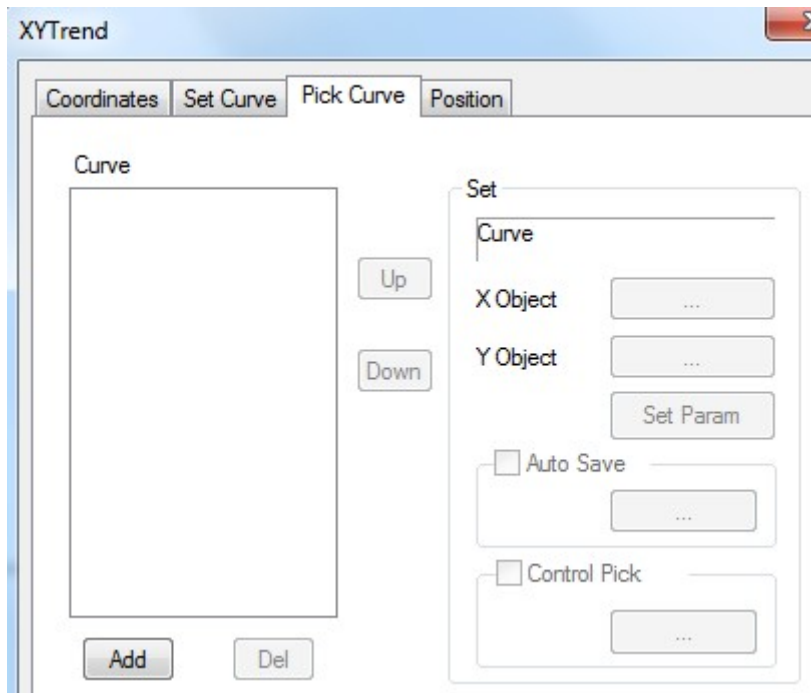 XYTrend
Coordinates Set Curve Pick Curve Position
Curve
Up
Down
Add Del
Set
Curve
X Object ...
Y Object ...
Set Param
Auto Save
...
Control Pick
...